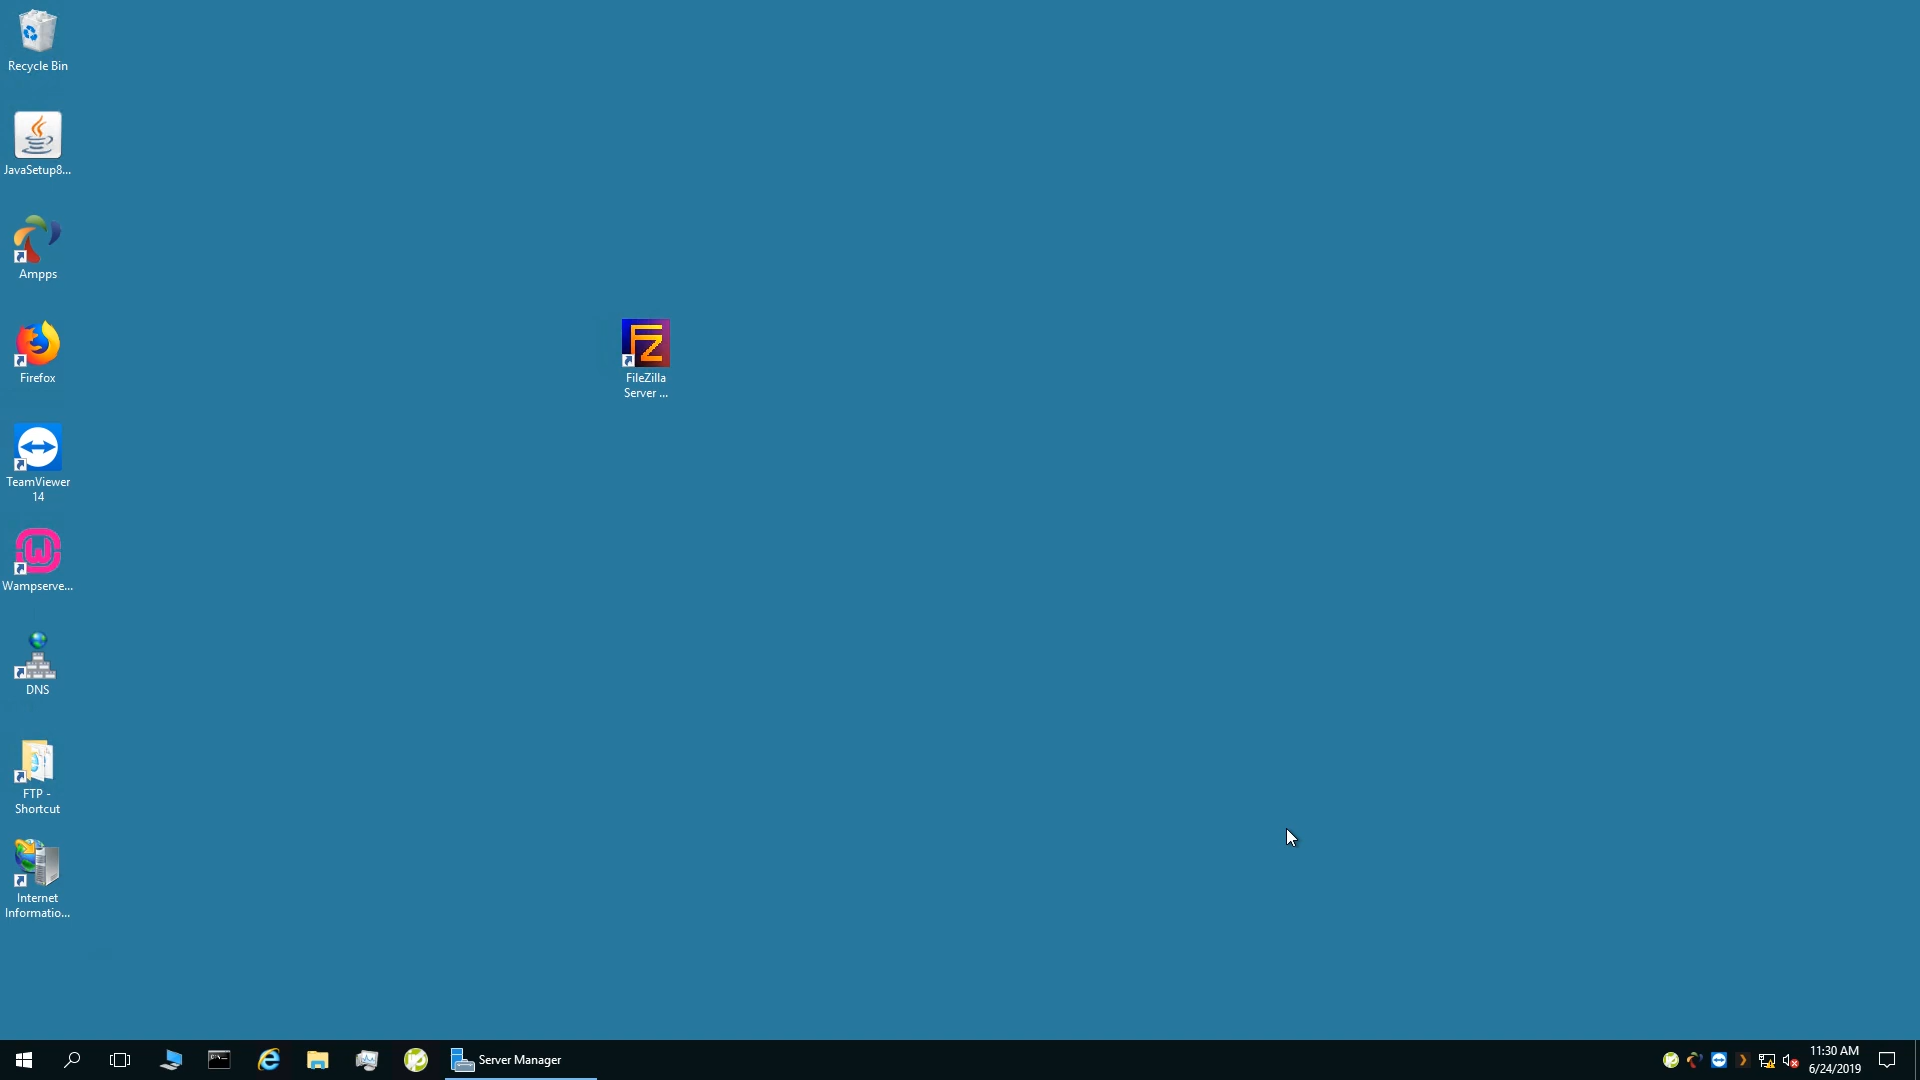 Recycle Bin
JavaSetup8...
Ampps
Firefox
TeamViewer
14
Wampserve...
DNS
FTP -
Shortcut
Internet
Informatio...
FileZilla
Server ...
Server Manager
11:30 AM
6/24/2019